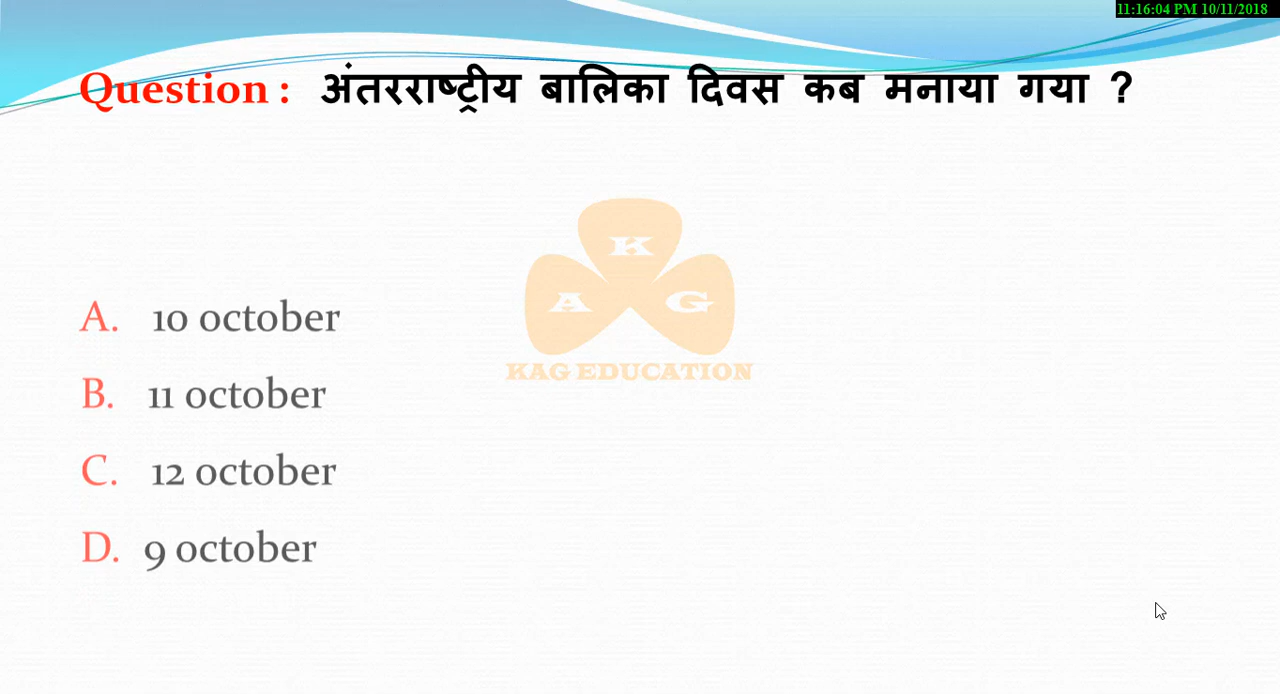 11:16:04 PM 10/11/2018
Question : अंतरराष्ट्रीय बालिका दिवस कब मनाया गया ?
K
A G
KAG EDUCATION
A. 10 october
B. 11 october
C. 12 october
D. 9 october